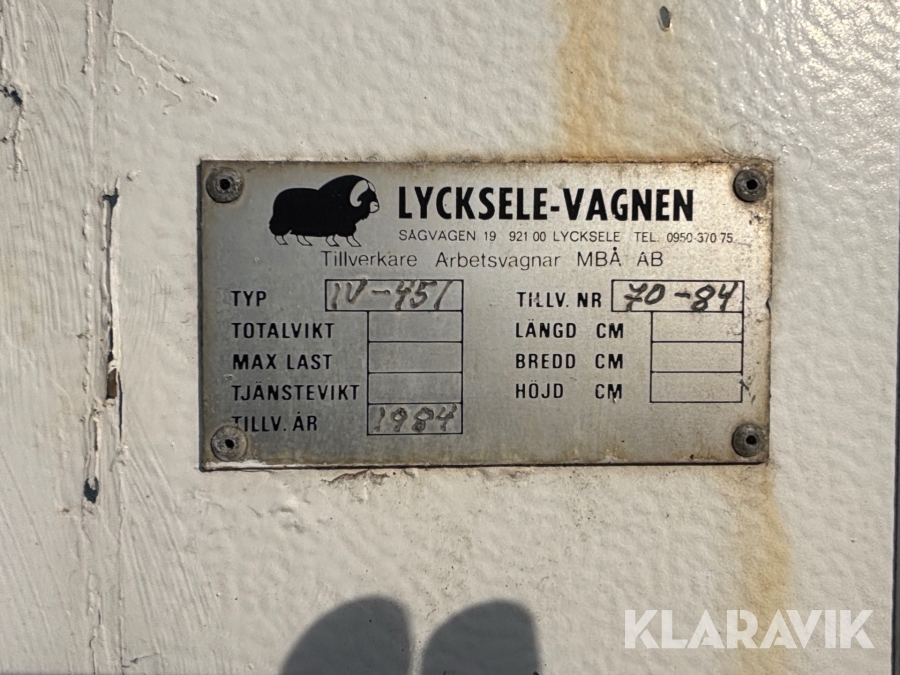 LYCKSELE-VAGNEN
SÅGVÄGEN 19 921 00 LYCKSELE TEL. 0950-370 75
Tillverkare Arbetsvagnar MBÅ AB
TYP IV-451 TILLV. NR 70-84
TOTALVIKT LÄNGD CM
MAX LAST BREDD CM
TJÄNSTEVIKT HÖJD CM
TILLV. ÅR 1984
KLARAVIK